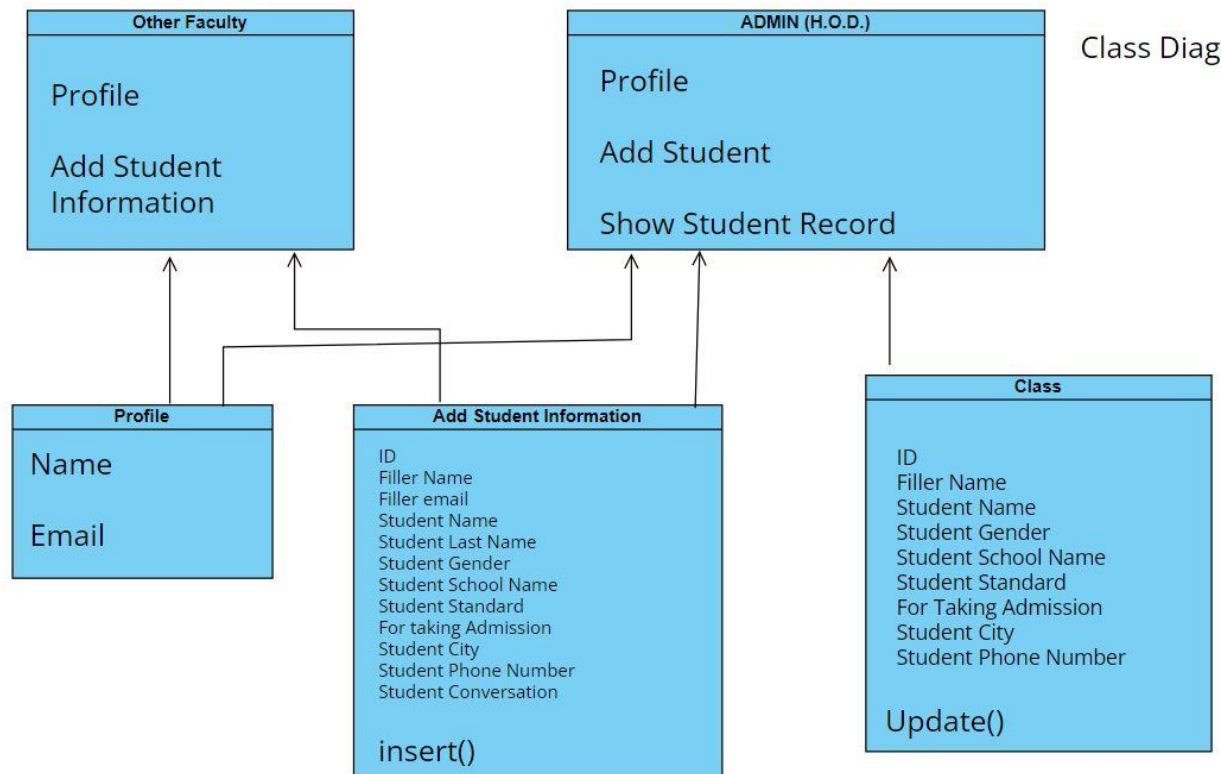 Other Faculty
Profile
Add Student
Information
ADMIN (H.O.D.)
Profile
Add Student
Show Student Record
Class Diag
Profile
Name
Email
Add Student Information
ID
Filler Name
Filler email
Student Name
Student Last Name
Student Gender
Student School Name
Student Standard
For taking Admission
Student City
Student Phone Number
Student Conversation
insert()
Class
ID
Filler Name
Student Name
Student Gender
Student School Name
Student Standard
For Taking Admission
Student City
Student Phone Number
Update()